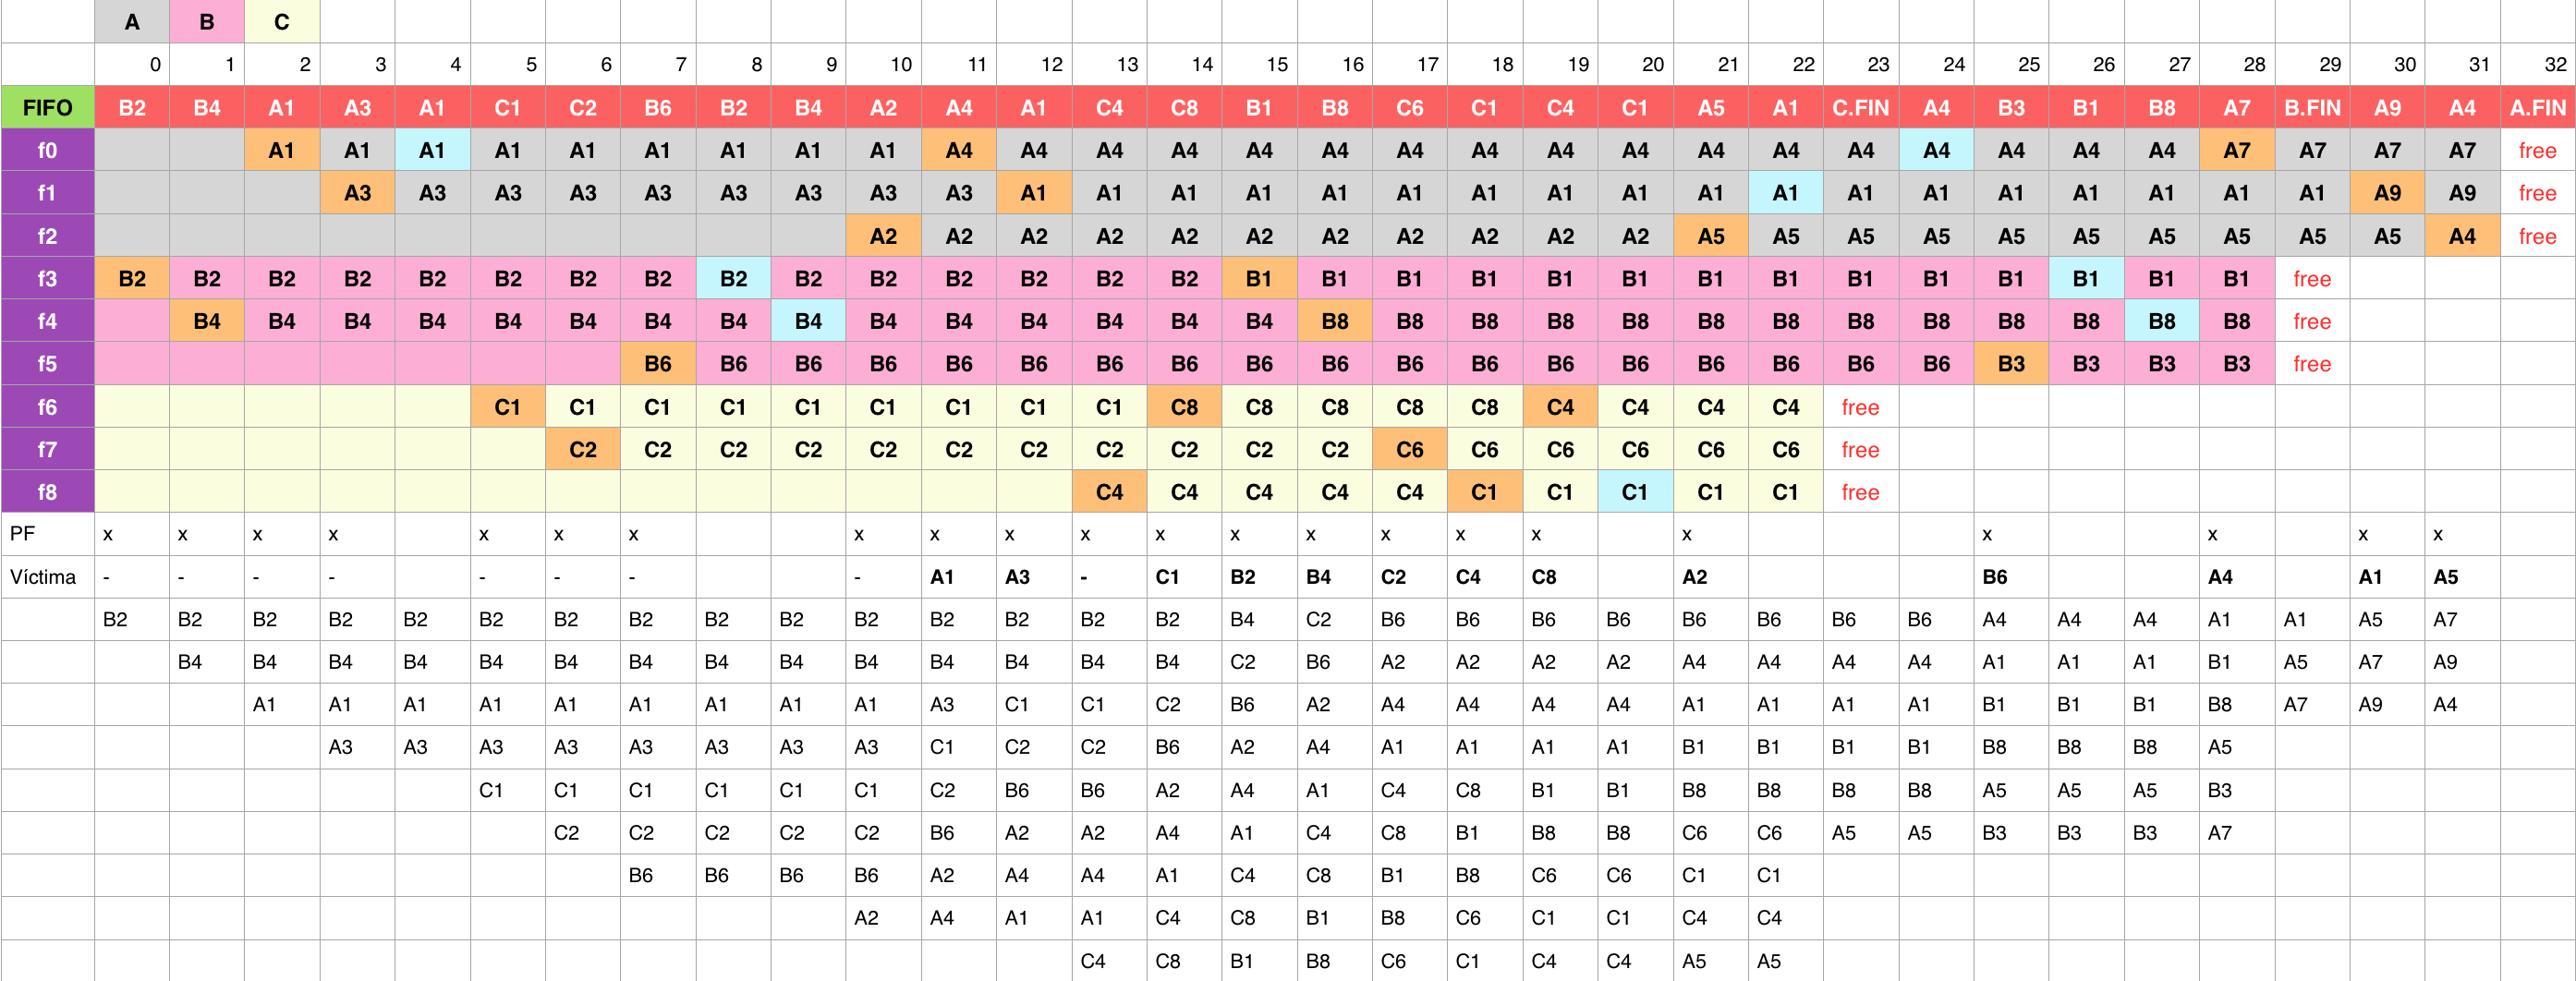 A B C
0 1 2 3 4 5 6 7 8 9 10 11 12 13 14 15 16 17 18 19 20 21 22 23 24 25 26 27 28 29 30 31 32
FIFO B2 B4 A1 A3 A1 C1 C2 B6 B2 B4 A2 A4 A1 C4 C8 B1 B8 C6 C1 C4 C1 A5 A1 C.FIN A4 B3 B1 B8 A7 B.FIN A9 A4 A.FIN
f0 A1 A1 A1 A1 A1 A1 A1 A1 A1 A4 A4 A4 A4 A4 A4 A4 A4 A4 A4 A4 A4 A4 A4 A4 A4 A4 A7 A7 A7 A7 free
f1 A3 A3 A3 A3 A3 A3 A3 A3 A3 A1 A1 A1 A1 A1 A1 A1 A1 A1 A1 A1 A1 A1 A1 A1 A1 A1 A1 A9 A9 free
f2 A2 A2 A2 A2 A2 A2 A2 A2 A2 A2 A2 A5 A5 A5 A5 A5 A5 A5 A5 A5 A5 A4 free
f3 B2 B2 B2 B2 B2 B2 B2 B2 B2 B2 B2 B2 B2 B2 B2 B1 B1 B1 B1 B1 B1 B1 B1 B1 B1 B1 B1 B1 B1 free
f4 B4 B4 B4 B4 B4 B4 B4 B4 B4 B4 B4 B4 B4 B4 B4 B8 B8 B8 B8 B8 B8 B8 B8 B8 B8 B8 B8 B8 free
f5 B6 B6 B6 B6 B6 B6 B6 B6 B6 B6 B6 B6 B6 B6 B6 B6 B6 B6 B3 B3 B3 B3 free
f6 C1 C1 C1 C1 C1 C1 C1 C1 C1 C8 C8 C8 C8 C8 C4 C4 C4 C4 free
f7 C2 C2 C2 C2 C2 C2 C2 C2 C2 C2 C2 C6 C6 C6 C6 C6 C6 free
f8 C4 C4 C4 C4 C4 C1 C1 C1 C1 C1 free
PF x x x x x x x x x x x x x x x x x x x x x x
Víctima - - - - - - - - A1 A3 - C1 B2 B4 C2 C4 C8 A2 B6 A4 A1 A5
B2 B2 B2 B2 B2 B2 B2 B2 B2 B2 B2 B2 B2 B2 B2 B4 C2 B6 B6 B6 B6 B6 B6 B6 B6 A4 A4 A4 A1 A1 A5 A7
B4 B4 B4 B4 B4 B4 B4 B4 B4 B4 B4 B4 B4 B4 C2 B6 A2 A2 A2 A2 A4 A4 A4 A4 A1 A1 A1 B1 A5 A7 A9
A1 A1 A1 A1 A1 A1 A1 A1 A1 A3 C1 C1 C2 B6 A2 A4 A4 A4 A4 A1 A1 A1 A1 B1 B1 B1 B8 A7 A9 A4
A3 A3 A3 A3 A3 A3 A3 A3 C1 C2 C2 B6 A2 A4 A1 A1 A1 A1 B1 B1 B1 B1 B8 B8 B8 A5
C1 C1 C1 C1 C1 C1 C2 B6 B6 A2 A4 A1 C4 C8 B1 B1 B8 B8 B8 B8 A5 A5 A5 B3
C2 C2 C2 C2 C2 B6 A2 A2 A4 A1 C4 C8 B1 B8 B8 C6 C6 A5 A5 B3 B3 B3 A7
B6 B6 B6 B6 A2 A4 A4 A1 C4 C8 B1 B8 C6 C6 C1 C1
A2 A4 A1 A1 C4 C8 B1 B8 C6 C1 C1 C4 C4
C4 C8 B1 B8 C6 C1 C4 C4 A5 A5